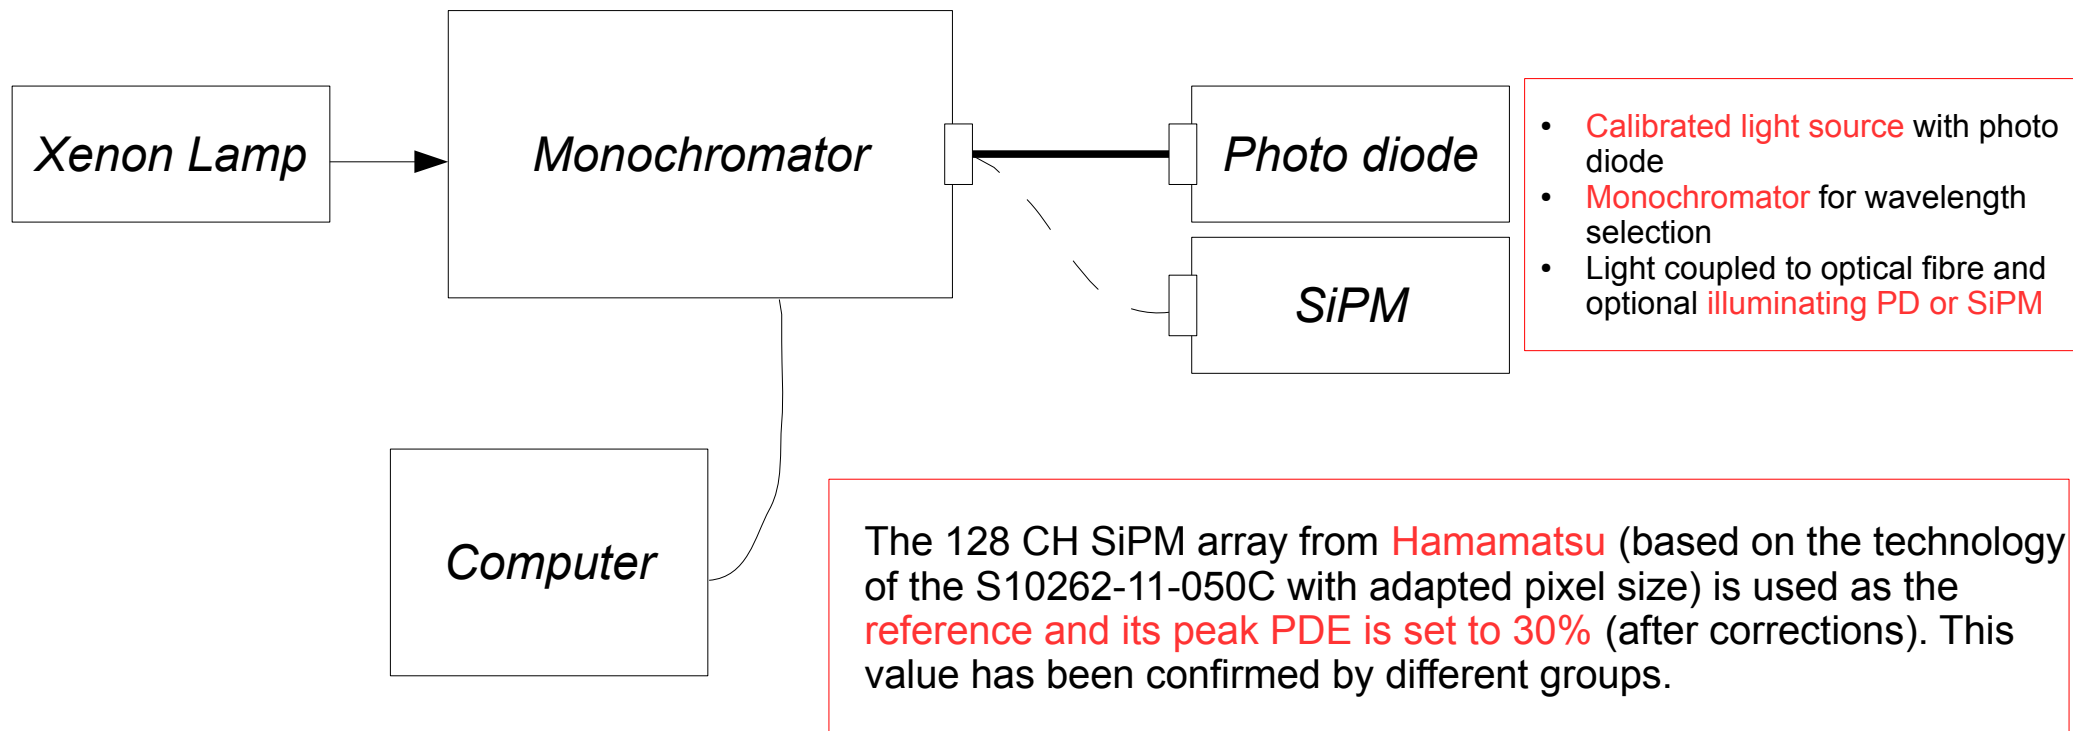 Xenon Lamp
Monochromator
Photo diode
SiPM
Computer
• Calibrated light source with photo
diode
• Monochromator for wavelength
selection
• Light coupled to optical fibre and
optional illuminating PD or SiPM
The 128 CH SiPM array from Hamamatsu (based on the technology
of the S10262-11-050C with adapted pixel size) is used as the
reference and its peak PDE is set to 30% (after corrections). This
value has been confirmed by different groups.